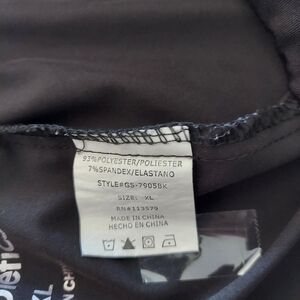 93%POLYESTER/POLIESTER
7%SPANDEX/ELASTANO
STYLE#GS-7905BK
SIZE: XL
RN#113579
MADE IN CHINA
HECHO EN CHINA
XL
N CH